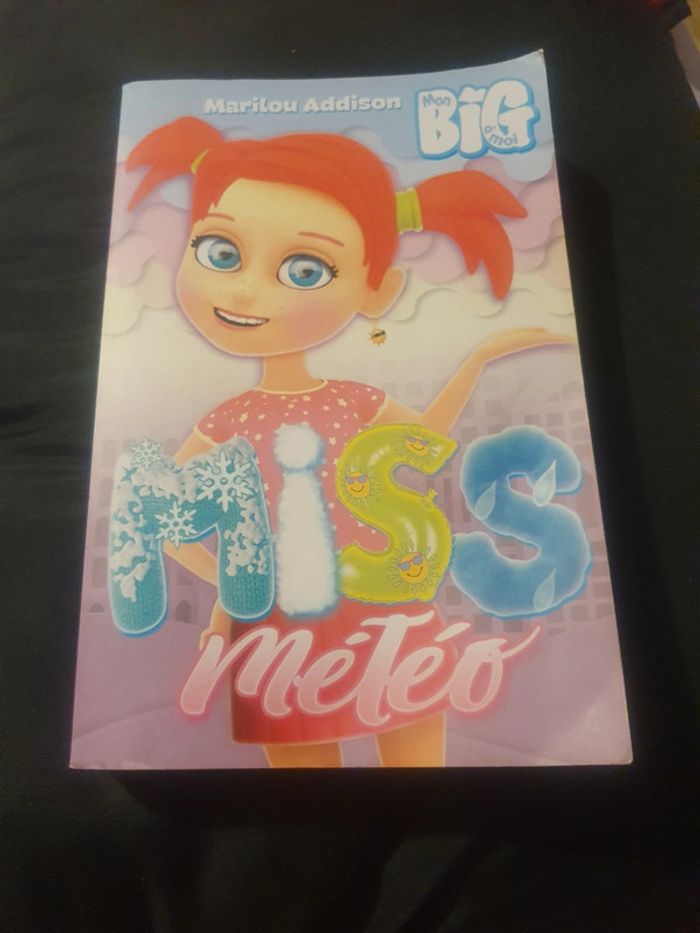 Marilou Addison
Mon
BiG
à moi
MiSS
Météo